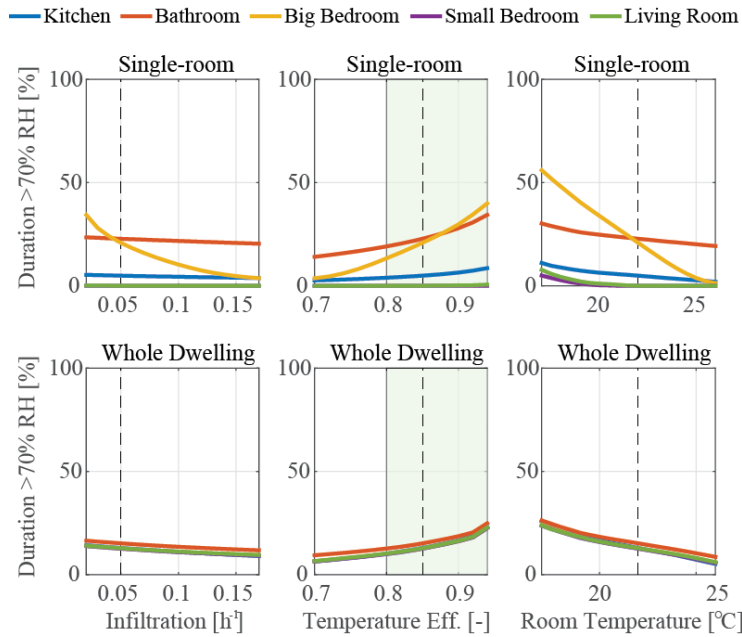 Kitchen Bathroom Big Bedroom Small Bedroom Living Room
Single-room Single-room Single-room
Duration >70% RH [%]
100 100 100
50 50 50
0 0 0
0.05 0.1 0.15 0.7 0.8 0.9 20 25
Whole Dwelling Whole Dwelling Whole Dwelling
Duration >70% RH [%]
100 100 100
50 50 50
0 0 0
0.05 0.1 0.15 0.7 0.8 0.9 20 25
Infiltration [h⁻¹] Temperature Eff. [-] Room Temperature [°C]